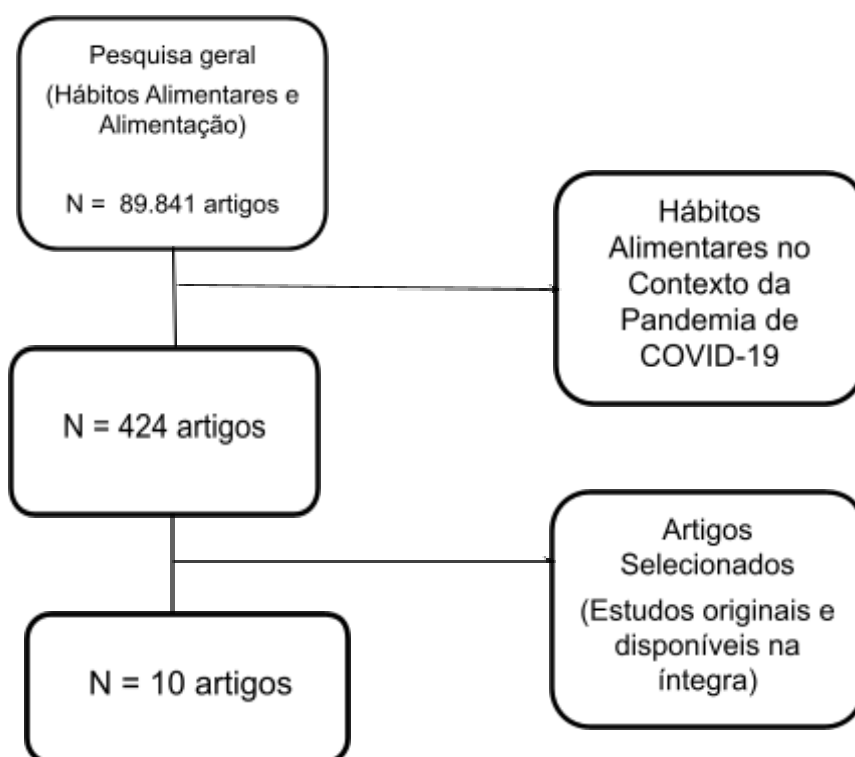 Pesquisa geral
(Hábitos Alimentares e
Alimentação)
N = 89.841 artigos
Hábitos
Alimentares no
Contexto da
Pandemia de
COVID-19
N = 424 artigos
Artigos
Selecionados
(Estudos originais e
disponíveis na
íntegra)
N = 10 artigos